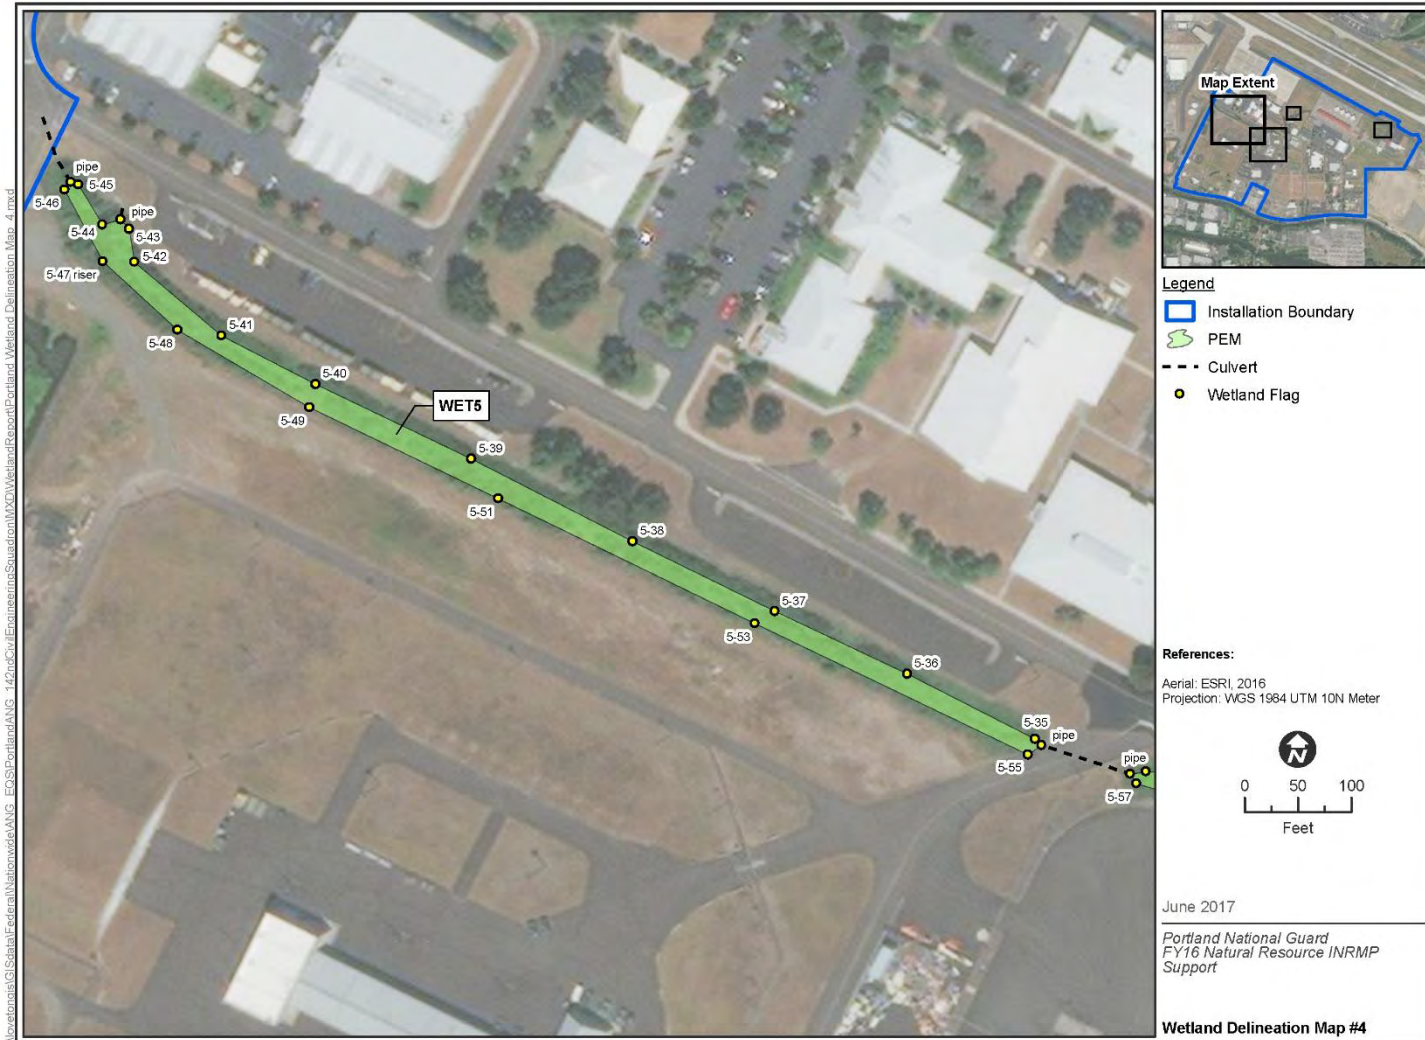 pipe
5-45
5-46
pipe
5-44
5-43
5-42
5-47 riser
5-41
5-48
5-40
WET5
5-49
5-39
5-51
5-38
5-37
5-53
5-36
5-35
pipe
5-55
pipe
5-57
Map Extent
Legend
Installation Boundary
PEM
Culvert
Wetland Flag
References:
Aerial: ESRI, 2016
Projection: WGS 1984 UTM 10N Meter
N
0 50 100
Feet
June 2017
Portland National Guard
FY16 Natural Resource INRMP
Support
Wetland Delineation Map #4